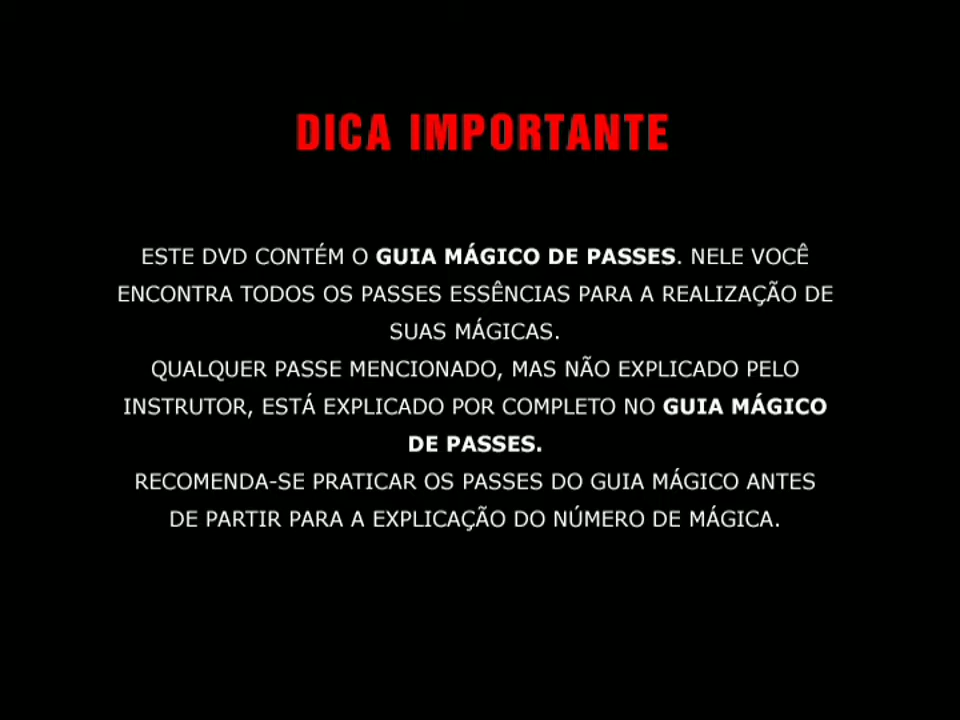 DICA IMPORTANTE
ESTE DVD CONTÉM O GUIA MÁGICO DE PASSES. NELE VOCÊ
ENCONTRA TODOS OS PASSES ESSÊNCIAS PARA A REALIZAÇÃO DE
SUAS MÁGICAS.
QUALQUER PASSE MENCIONADO, MAS NÃO EXPLICADO PELO
INSTRUTOR, ESTÁ EXPLICADO POR COMPLETO NO GUIA MÁGICO
DE PASSES.
RECOMENDA-SE PRATICAR OS PASSES DO GUIA MÁGICO ANTES
DE PARTIR PARA A EXPLICAÇÃO DO NÚMERO DE MÁGICA.